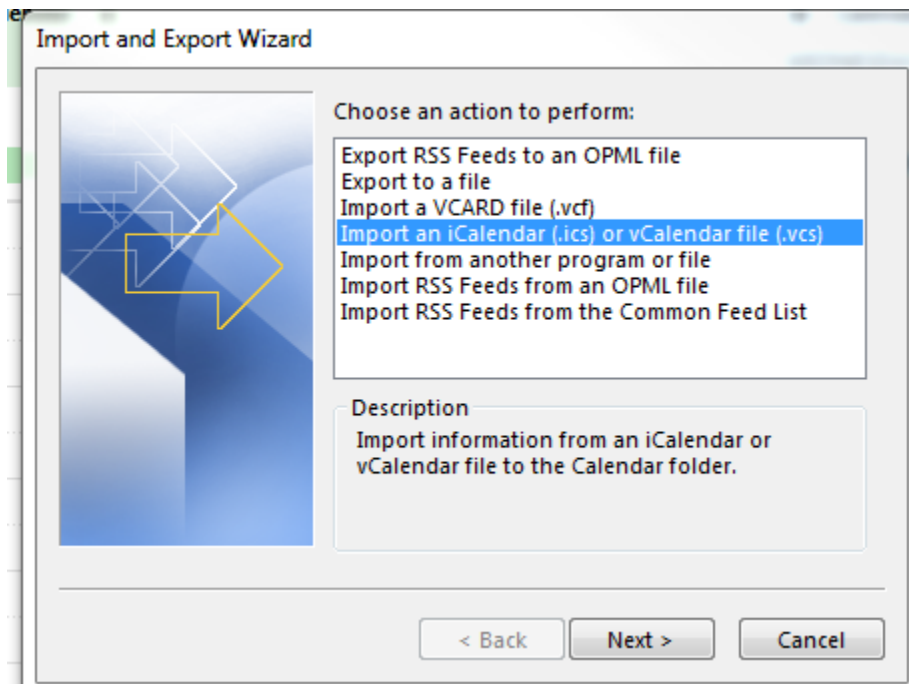 Import and Export Wizard
Choose an action to perform:
Export RSS Feeds to an OPML file
Export to a file
Import a VCARD file (.vcf)
Import an iCalendar (.ics) or vCalendar file (.vcs)
Import from another program or file
Import RSS Feeds from an OPML file
Import RSS Feeds from the Common Feed List
Description
Import information from an iCalendar or
vCalendar file to the Calendar folder.
< Back
Next >
Cancel